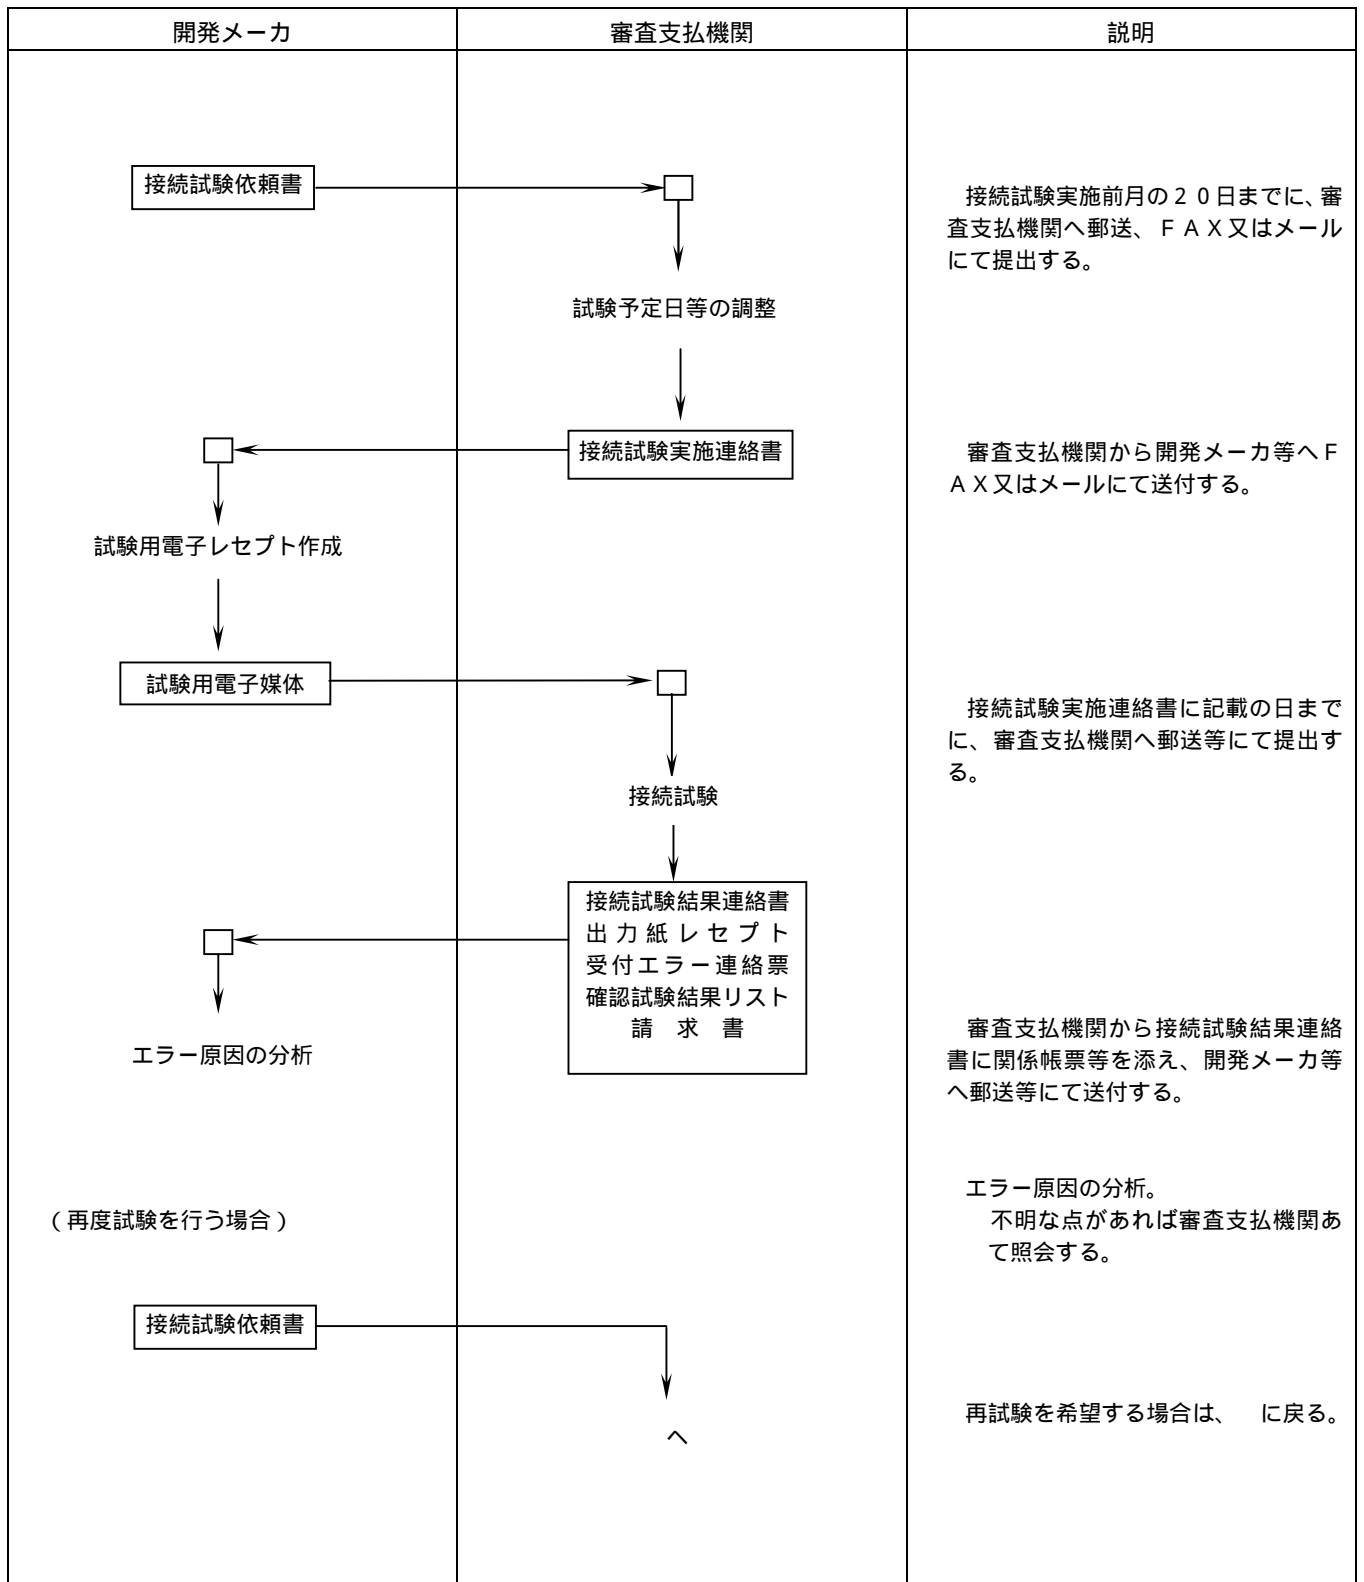 開発メーカ
審査支払機関
説明
接続試験依頼書
接続試験実施前月の２０日までに、審
査支払機関へ郵送、ＦＡＸ又はメール
にて提出する。
試験予定日等の調整
接続試験実施連絡書
審査支払機関から開発メーカ等へＦ
ＡＸ又はメールにて送付する。
試験用電子レセプト作成
試験用電子媒体
接続試験実施連絡書に記載の日まで
に、審査支払機関へ郵送等にて提出す
る。
接続試験
接続試験結果連絡書
出力紙レセプト
受付エラー連絡票
確認試験結果リスト
請　求　書
エラー原因の分析
審査支払機関から接続試験結果連絡
書に関係帳票等を添え、開発メーカ等
へ郵送等にて送付する。
エラー原因の分析。
不明な点があれば審査支払機関あ
て照会する。
（再度試験を行う場合）
接続試験依頼書
へ
再試験を希望する場合は、　に戻る。